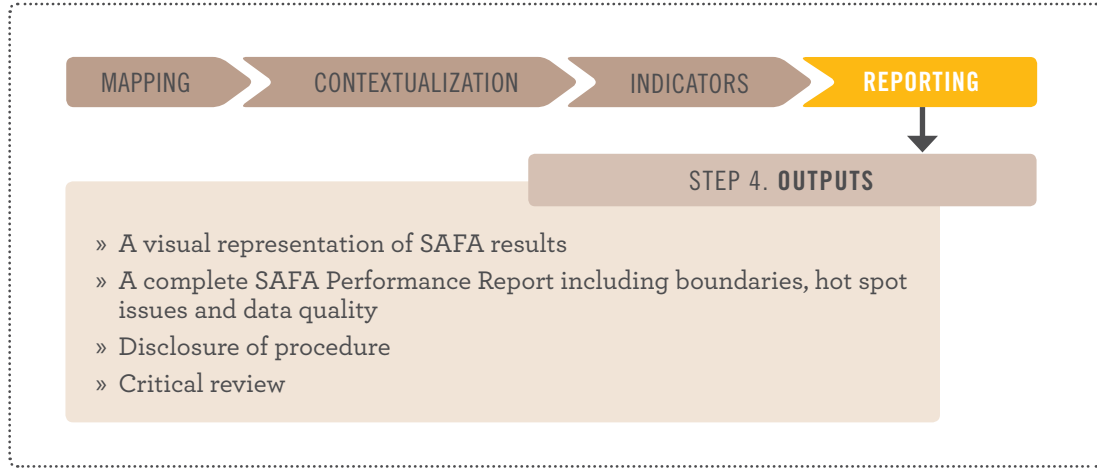 MAPPING
CONTEXTUALIZATION
INDICATORS
REPORTING
STEP 4. OUTPUTS
» A visual representation of SAFA results
» A complete SAFA Performance Report including boundaries, hot spot
issues and data quality
» Disclosure of procedure
» Critical review